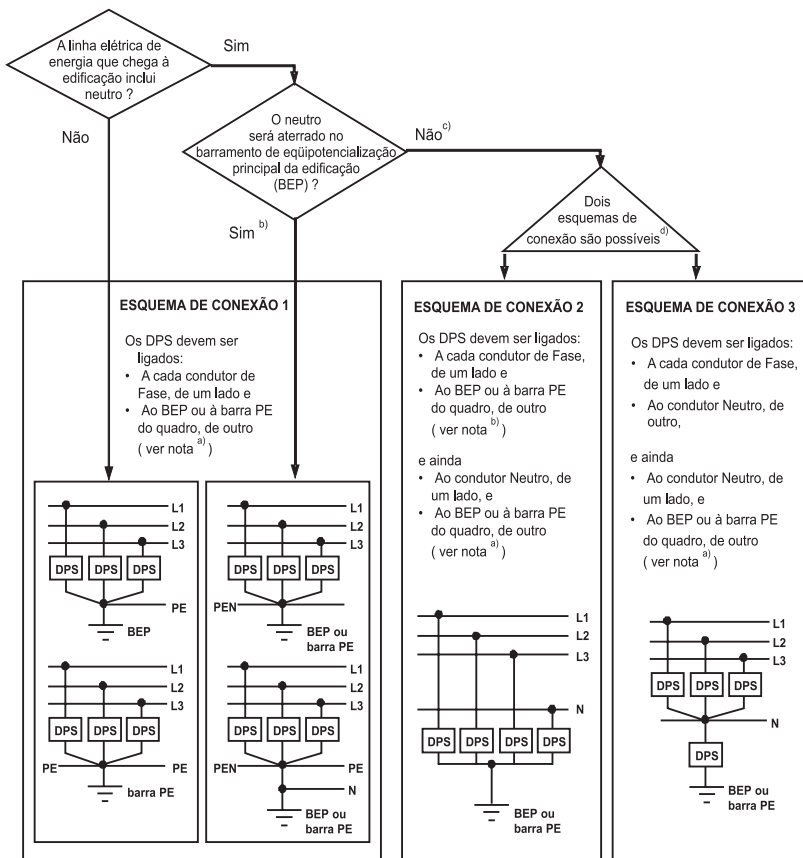 A linha elétrica de
energia que chega à
edificação inclui
neutro ?
Sim
Não
O neutro
será aterrado no
barramento de eqüipotencialização
principal da edificação
(BEP) ?
Não c)
Sim b)
Dois
esquemas de
conexão são possíveis d)
ESQUEMA DE CONEXÃO 1
Os DPS devem ser
ligados:
• A cada condutor de
Fase, de um lado e
• Ao BEP ou à barra PE
do quadro, de outro
( ver nota a) )
L1
L2
L3
DPS DPS DPS
PE
BEP
L1
L2
L3
DPS DPS DPS
PE PE
barra PE
L1
L2
L3
DPS DPS DPS
PEN
BEP ou
barra PE
L1
L2
L3
DPS DPS DPS
PEN PE
N
BEP ou
barra PE
ESQUEMA DE CONEXÃO 2
Os DPS devem ser ligados:
• A cada condutor de Fase,
de um lado e
• Ao BEP ou à barra PE
do quadro, de outro
( ver nota b) )
e ainda
• Ao condutor Neutro, de
um lado, e
• Ao BEP ou à barra PE
do quadro, de outro
( ver nota a) )
L1
L2
L3
N
DPS DPS DPS DPS
BEP ou
barra PE
ESQUEMA DE CONEXÃO 3
Os DPS devem ser ligados:
• A cada condutor de Fase,
de um lado e
• Ao condutor Neutro, de
outro,
e ainda
• Ao condutor Neutro, de
um lado, e
• Ao BEP ou à barra PE
do quadro, de outro
( ver nota a) )
L1
L2
L3
DPS DPS DPS
N
DPS
BEP ou
barra PE